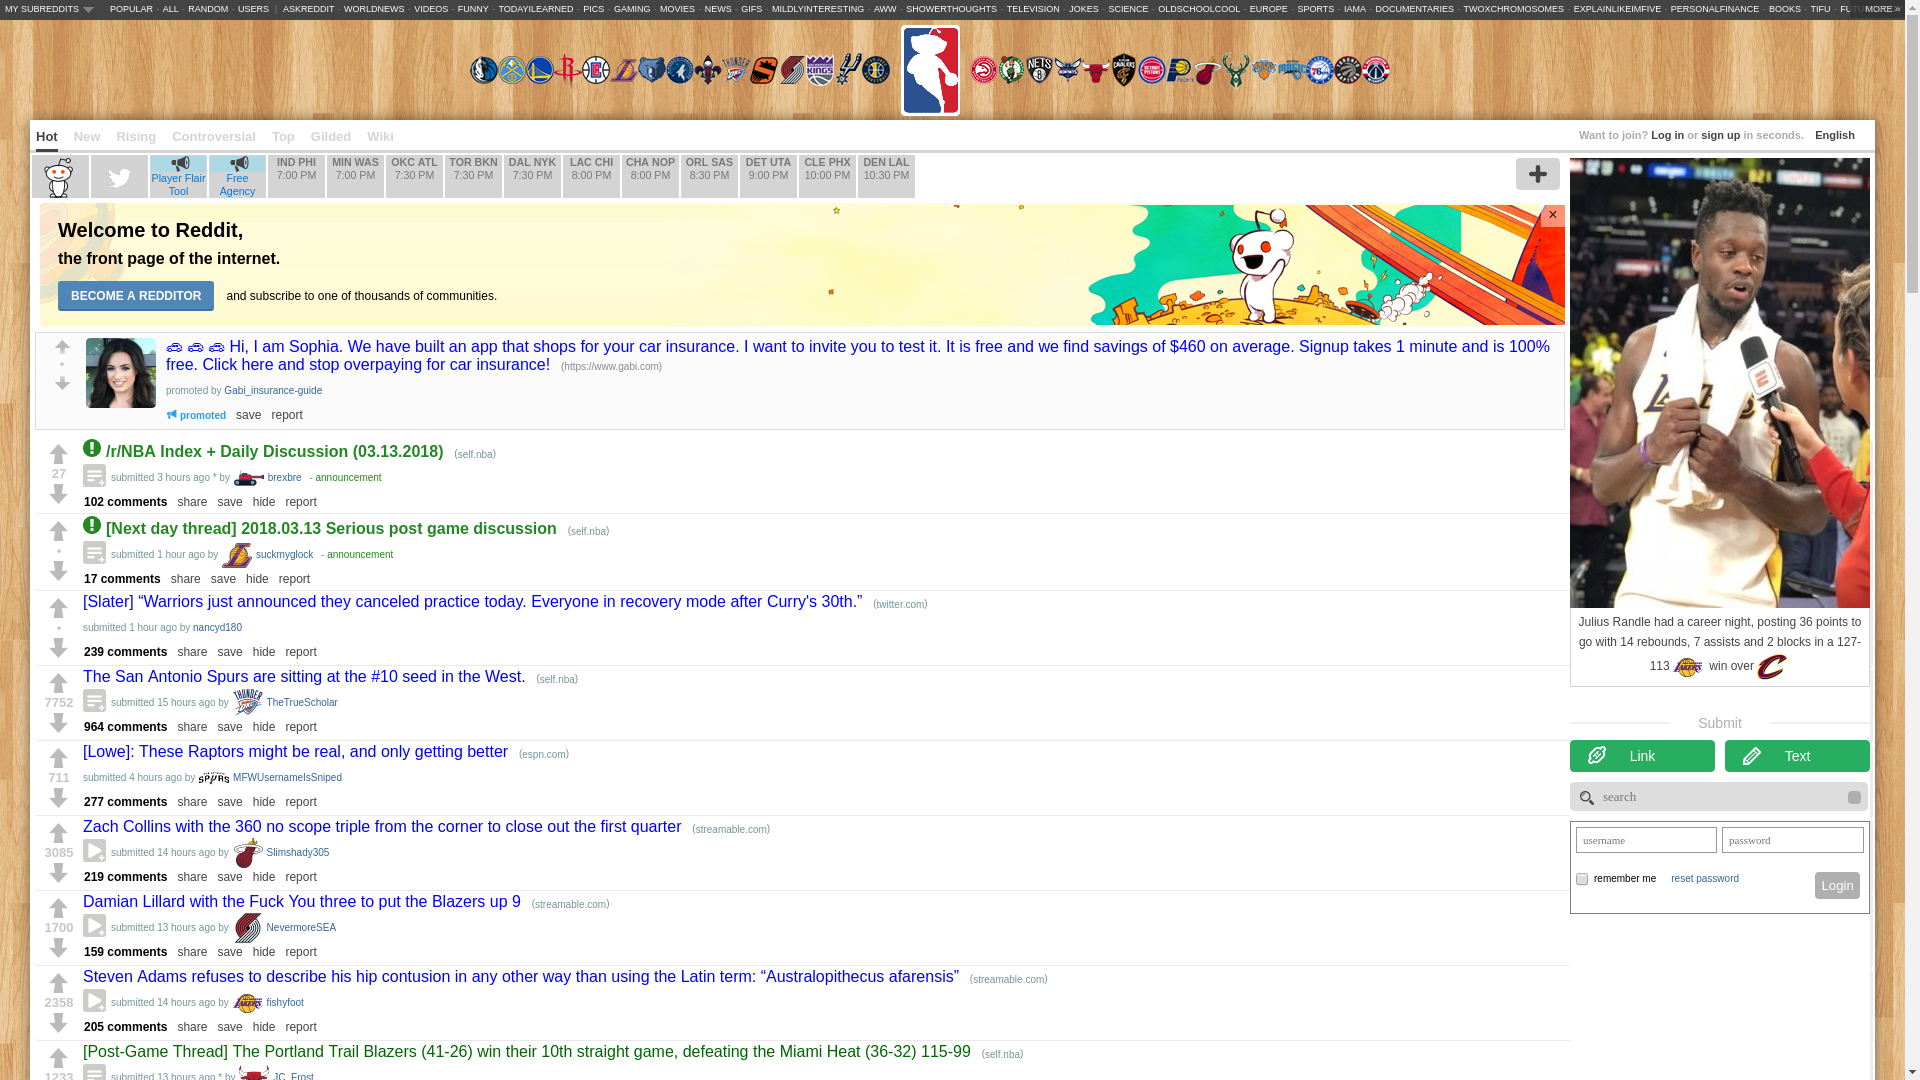 MY SUBREDDITS POPULAR - ALL - RANDOM - USERS | ASKREDDIT - WORLDNEWS - VIDEOS - FUNNY - TODAYILEARNED - PICS - GAMING - MOVIES - NEWS - GIFS - MILDLYINTERESTING - AWW - SHOWERTHOUGHTS - TELEVISION - JOKES - SCIENCE - OLDSCHOOLCOOL - EUROPE - SPORTS - IAMA - DOCUMENTARIES - TWOXCHROMOSOMES - EXPLAINLIKEIMFIVE - PERSONALFINANCE - BOOKS - TIFU - MORE »
Hot New Rising Controversial Top Gilded Wiki
Want to join? Log in or sign up in seconds. English
Player Flair Tool
Free Agency
IND PHI 7:00 PM
MIN WAS 7:00 PM
OKC ATL 7:30 PM
TOR BKN 7:30 PM
DAL NYK 7:30 PM
LAC CHI 8:00 PM
CHA NOP 8:00 PM
ORL SAS 8:30 PM
DET UTA 9:00 PM
CLE PHX 10:00 PM
DEN LAL 10:30 PM
Welcome to Reddit,
the front page of the internet.
BECOME A REDDITOR and subscribe to one of thousands of communities.
×
Hi, I am Sophia. We have built an app that shops for your car insurance. I want to invite you to test it. It is free and we find savings of $460 on average. Signup takes 1 minute and is 100%
free. Click here and stop overpaying for car insurance! (https://www.gabi.com)
promoted by Gabi_insurance-guide
promoted save report
/r/NBA Index + Daily Discussion (03.13.2018) (self.nba)
27
submitted 3 hours ago * by brexbre - announcement
102 comments share save hide report
[Next day thread] 2018.03.13 Serious post game discussion (self.nba)
•
submitted 1 hour ago by suckmyglock - announcement
17 comments share save hide report
[Slater] “Warriors just announced they canceled practice today. Everyone in recovery mode after Curry's 30th.” (twitter.com)
•
submitted 1 hour ago by nancyd180
239 comments share save hide report
The San Antonio Spurs are sitting at the #10 seed in the West. (self.nba)
7752
submitted 15 hours ago by TheTrueScholar
964 comments share save hide report
[Lowe]: These Raptors might be real, and only getting better (espn.com)
711
submitted 4 hours ago by MFWUsernameIsSniped
277 comments share save hide report
Zach Collins with the 360 no scope triple from the corner to close out the first quarter (streamable.com)
3085
submitted 14 hours ago by Slimshady305
219 comments share save hide report
Damian Lillard with the Fuck You three to put the Blazers up 9 (streamable.com)
1700
submitted 13 hours ago by NevermoreSEA
159 comments share save hide report
Steven Adams refuses to describe his hip contusion in any other way than using the Latin term: “Australopithecus afarensis” (streamable.com)
2358
submitted 14 hours ago by fishyfoot
205 comments share save hide report
[Post-Game Thread] The Portland Trail Blazers (41-26) win their 10th straight game, defeating the Miami Heat (36-32) 115-99 (self.nba)
1233
submitted 13 hours ago * by JC_Frost
Julius Randle had a career night, posting 36 points to
go with 14 rebounds, 7 assists and 2 blocks in a 127-
113 win over
Submit
Link Text
search
username password
remember me reset password Login